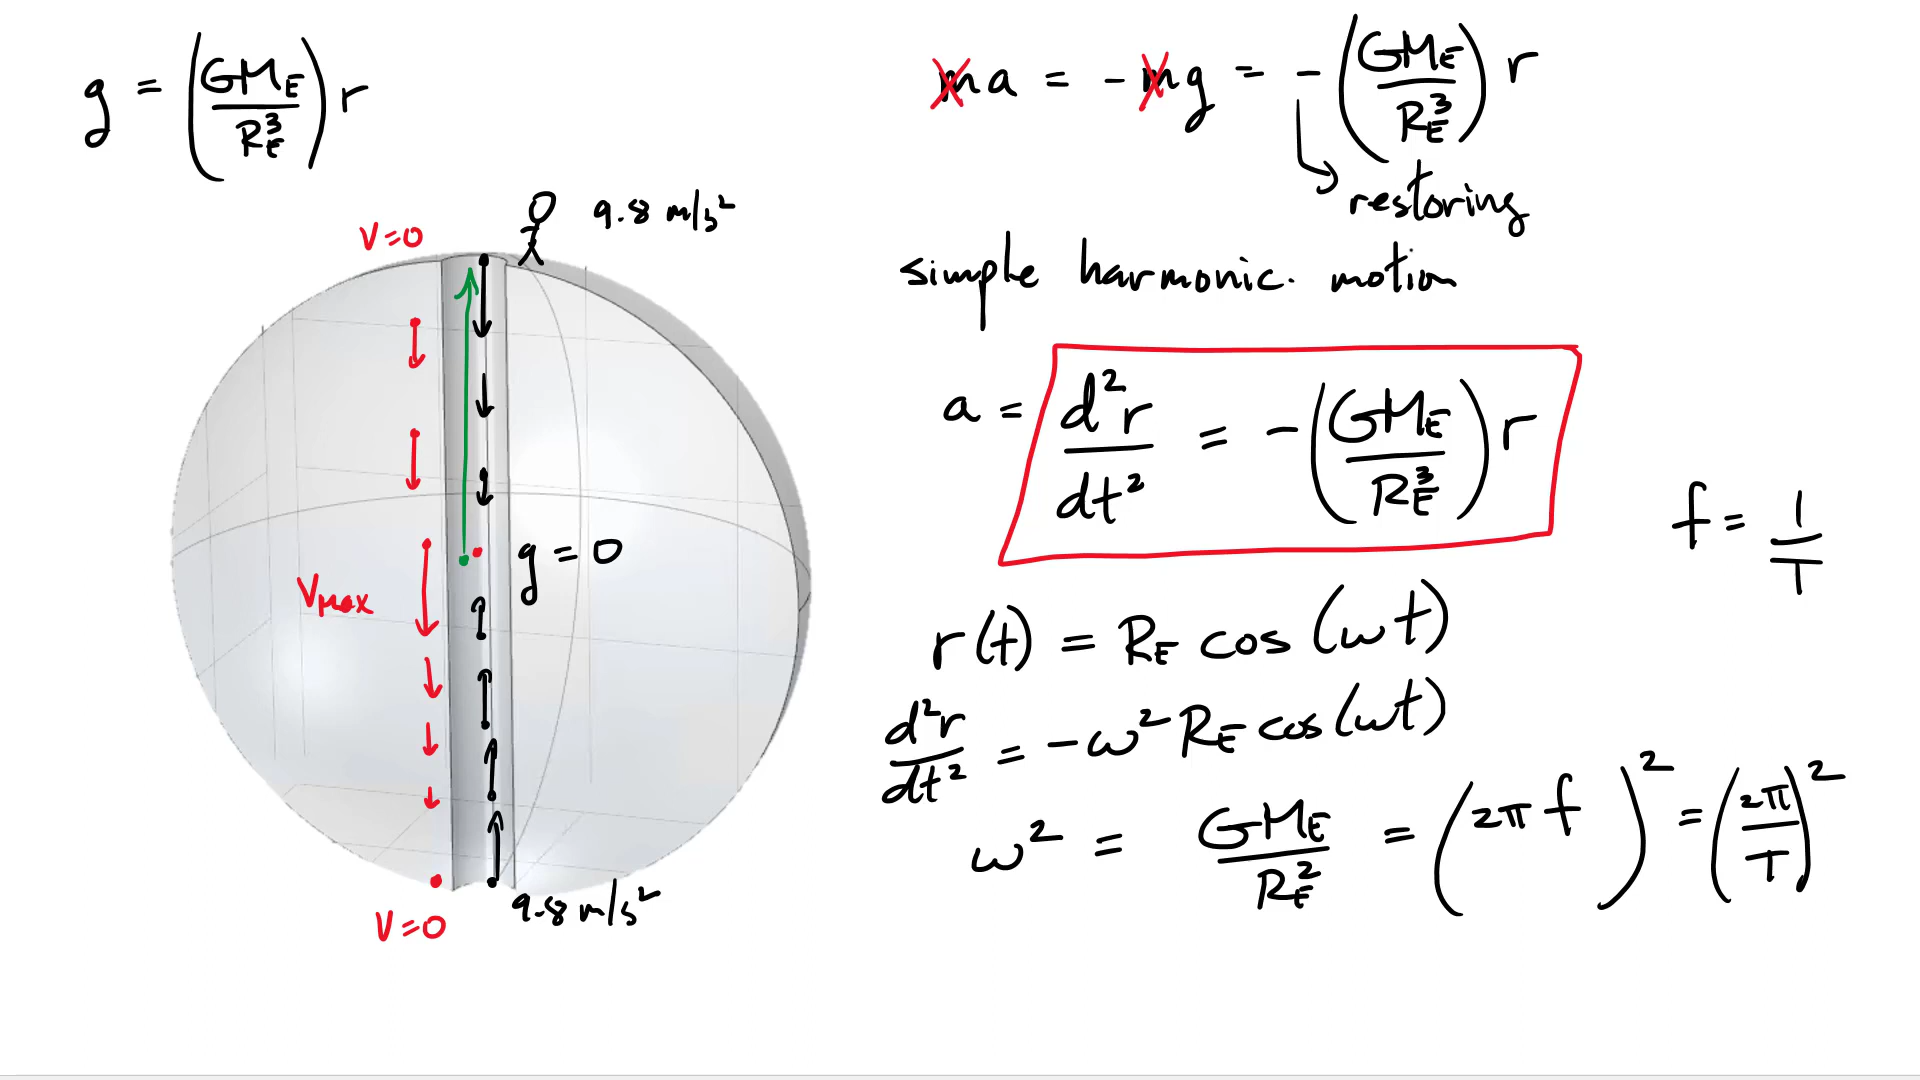 g = (GM_E / R_E^3) r
ma = -mg = -(GM_E / R_E^3) r
restoring
9.8 m/s²
V=0
simple harmonic. motion
a = d²r/dt² = -(GM_E / R_E^3) r
f = 1/T
g = 0
V_max
r(t) = R_E cos(ωt)
d²r/dt² = -ω² R_E cos(ωt)
ω² = GM_E / R_E^2 = (2π f)² = (2π/T)²
9.8 m/s²
V=0